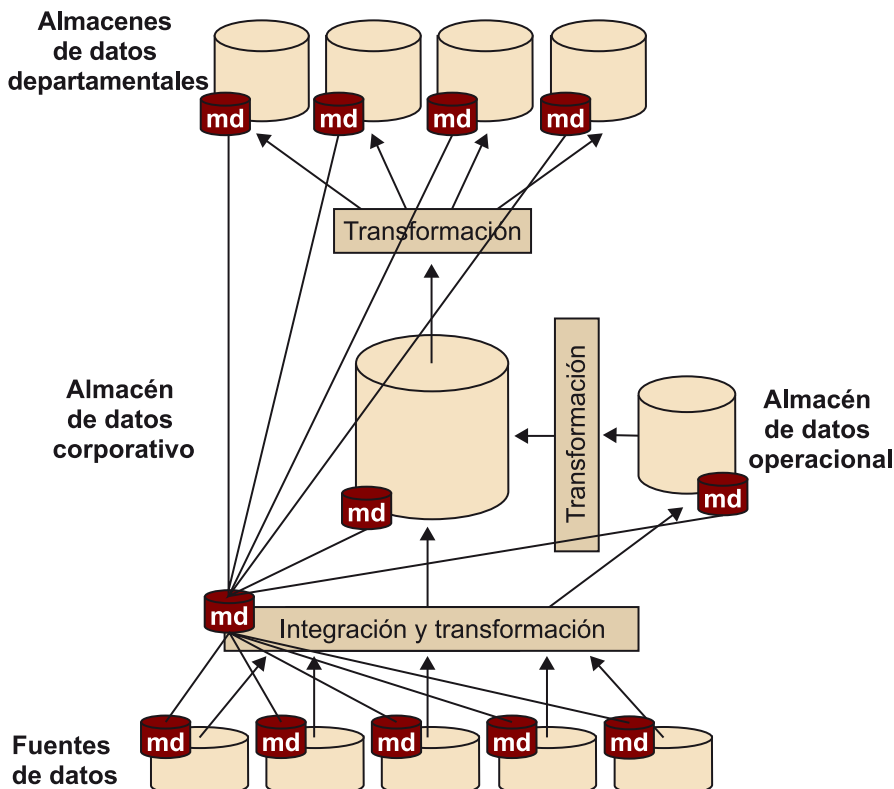 Almacenes
de datos
departamentales
md
md
md
md
Transformación
Almacén
de datos
corporativo
Transformación
Almacén
de datos
operacional
md
md
md
Integración y transformación
Fuentes
de datos
md
md
md
md
md